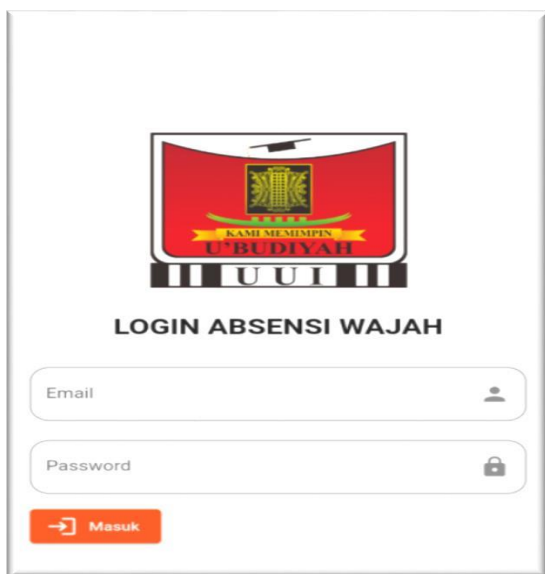 KAMI MEMIMPIN
U'BUDIYAH
UUI
LOGIN ABSENSI WAJAH
Email
Password
Masuk